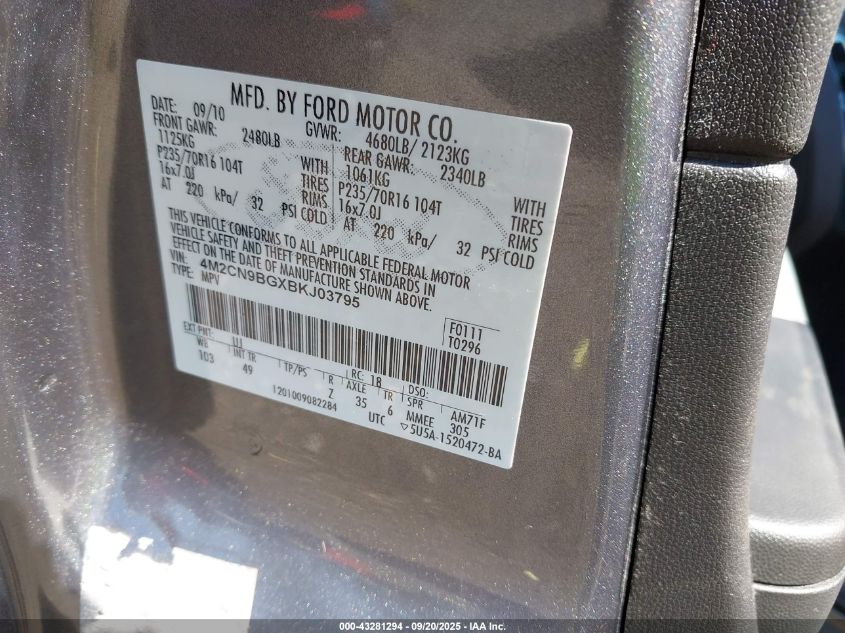 MFD. BY FORD MOTOR CO.
DATE: 09/10 GVWR: 4680LB/ 2123KG
FRONT GAWR: 2480LB REAR GAWR: 2340LB
1125KG WITH 1061KG WITH
P235/70R16 104T TIRES P235/70R16 104T TIRES
16x7.0J RIMS 16x7.0J RIMS
AT 220 kPa/ 32 PSI COLD AT 220 kPa/ 32 PSI COLD
THIS VEHICLE CONFORMS TO ALL APPLICABLE FEDERAL MOTOR
VEHICLE SAFETY AND THEFT PREVENTION STANDARDS IN
EFFECT ON THE DATE OF MANUFACTURE SHOWN ABOVE.
VIN: 4M2CN9BGXBKJ03795
TYPE: MPV
F0111
T0296
EXT PNT: UJ RC: 18 DSO:
WB INT TR TP/PS R AXLE TR SPR AM71F
103 49 Z 35 6 MMEE 305
1201009082284 UTC ▽5U5A-1520472-BA
000-43281294 - 09/20/2025 - IAA Inc.